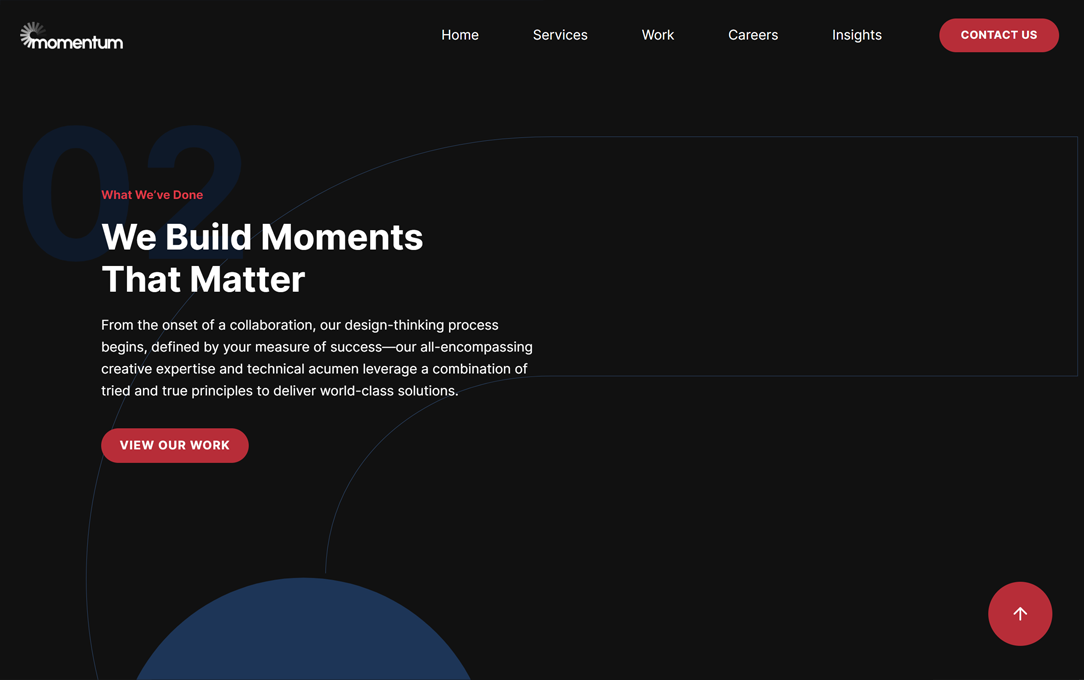 momentum
Home
Services
Work
Careers
Insights
CONTACT US
02
What We've Done
We Build Moments
That Matter
From the onset of a collaboration, our design-thinking process
begins, defined by your measure of success—our all-encompassing
creative expertise and technical acumen leverage a combination of
tried and true principles to deliver world-class solutions.
VIEW OUR WORK